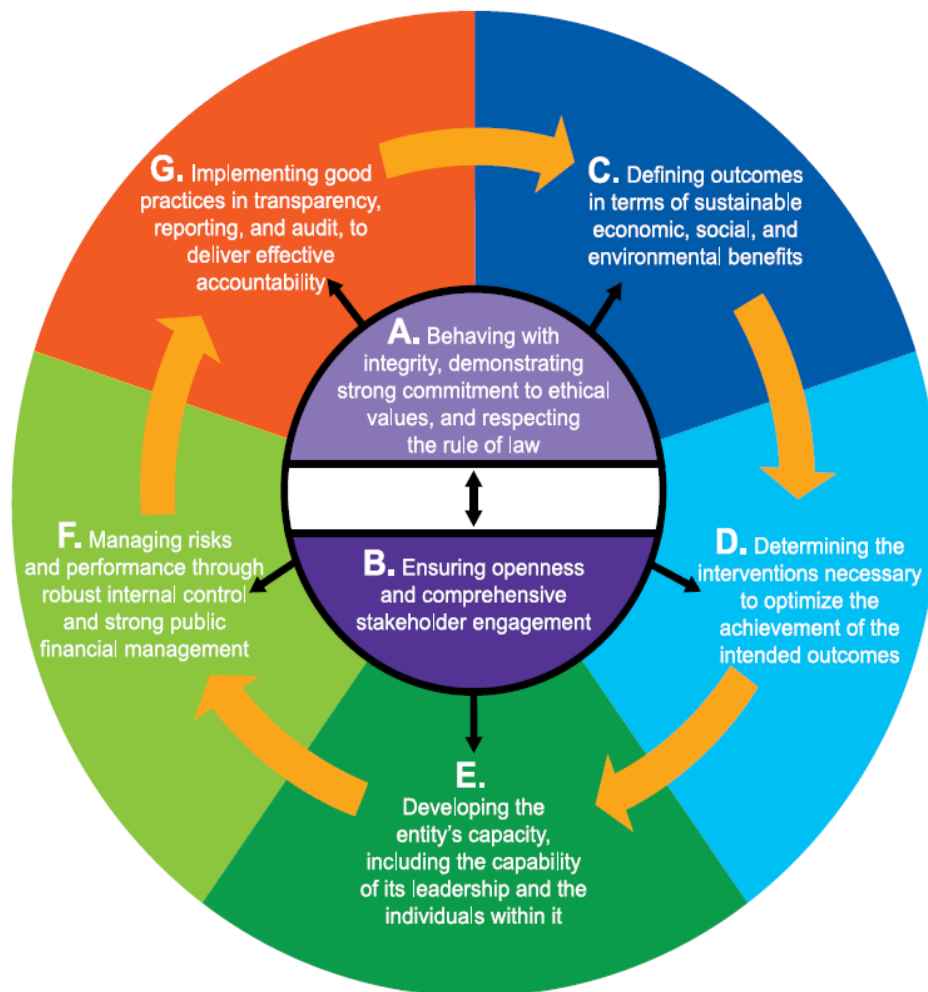 G. Implementing good
practices in transparency,
reporting, and audit, to
deliver effective
accountability
C. Defining outcomes
in terms of sustainable
economic, social, and
environmental benefits
A. Behaving with
integrity, demonstrating
strong commitment to ethical
values, and respecting
the rule of law
F. Managing risks
and performance through
robust internal control
and strong public
financial management
B. Ensuring openness
and comprehensive
stakeholder engagement
D. Determining the
interventions necessary
to optimize the
achievement of the
intended outcomes
E.
Developing the
entity's capacity,
including the capability
of its leadership and the
individuals within it